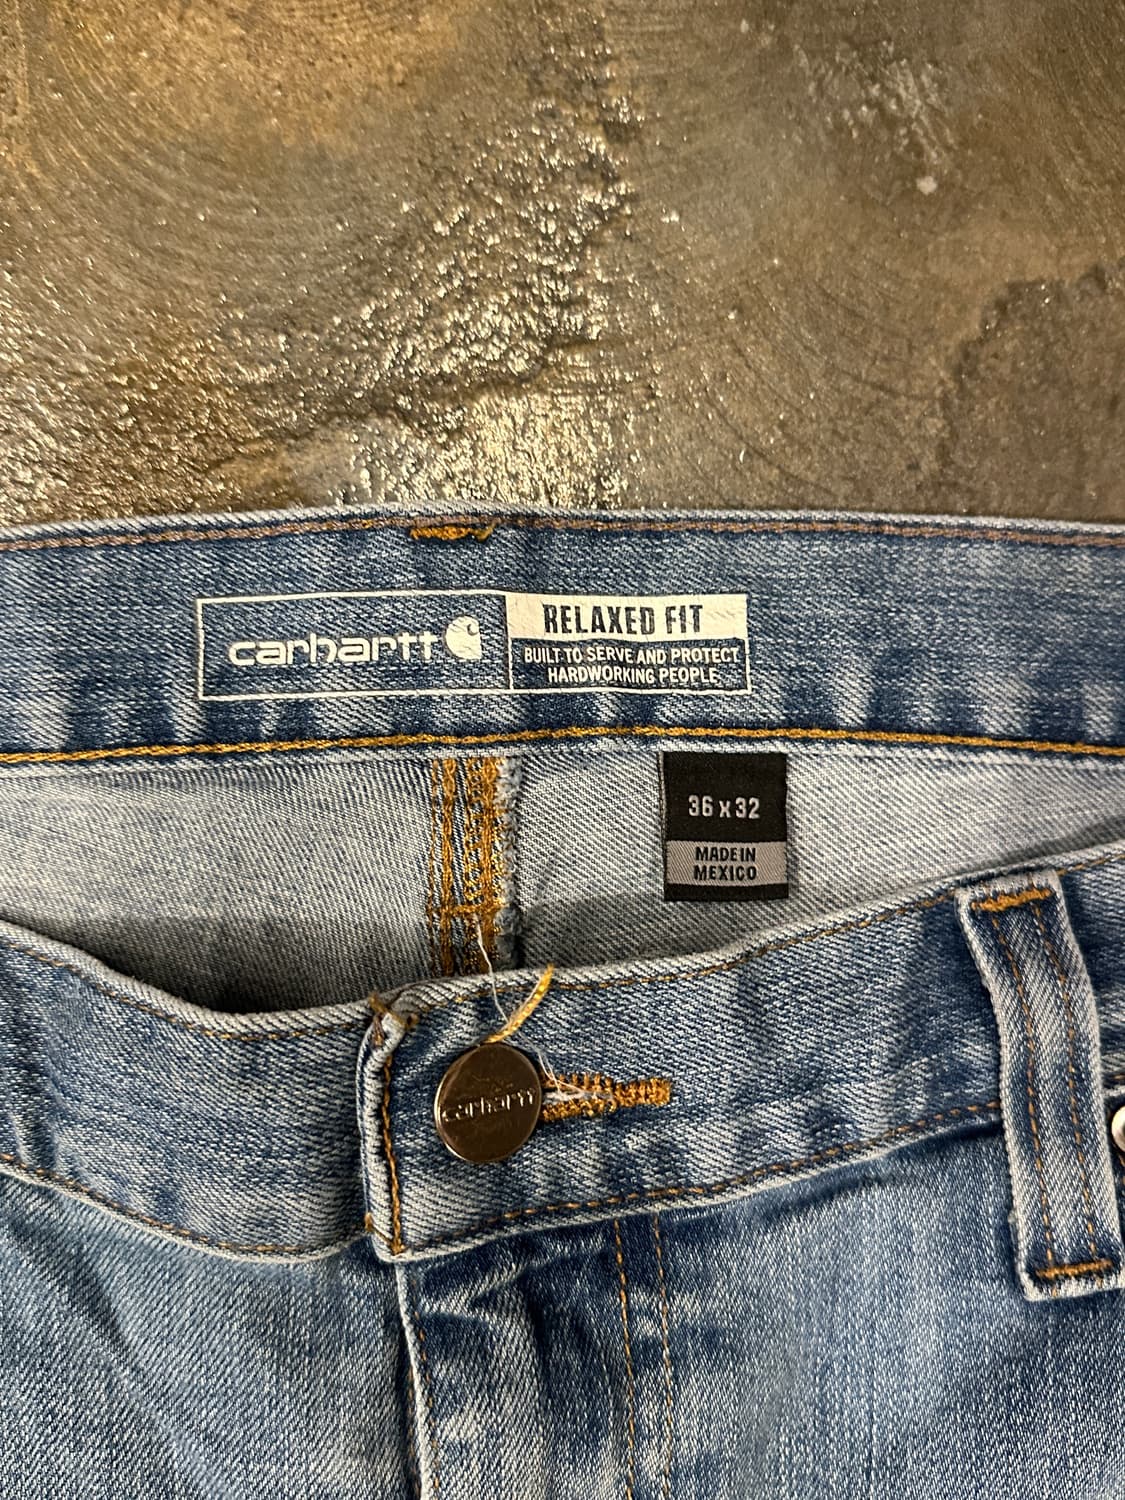 carhartt
RELAXED FIT
BUILT TO SERVE AND PROTECT
HARDWORKING PEOPLE.
36 X 32
MADE IN
MEXICO
carhartt